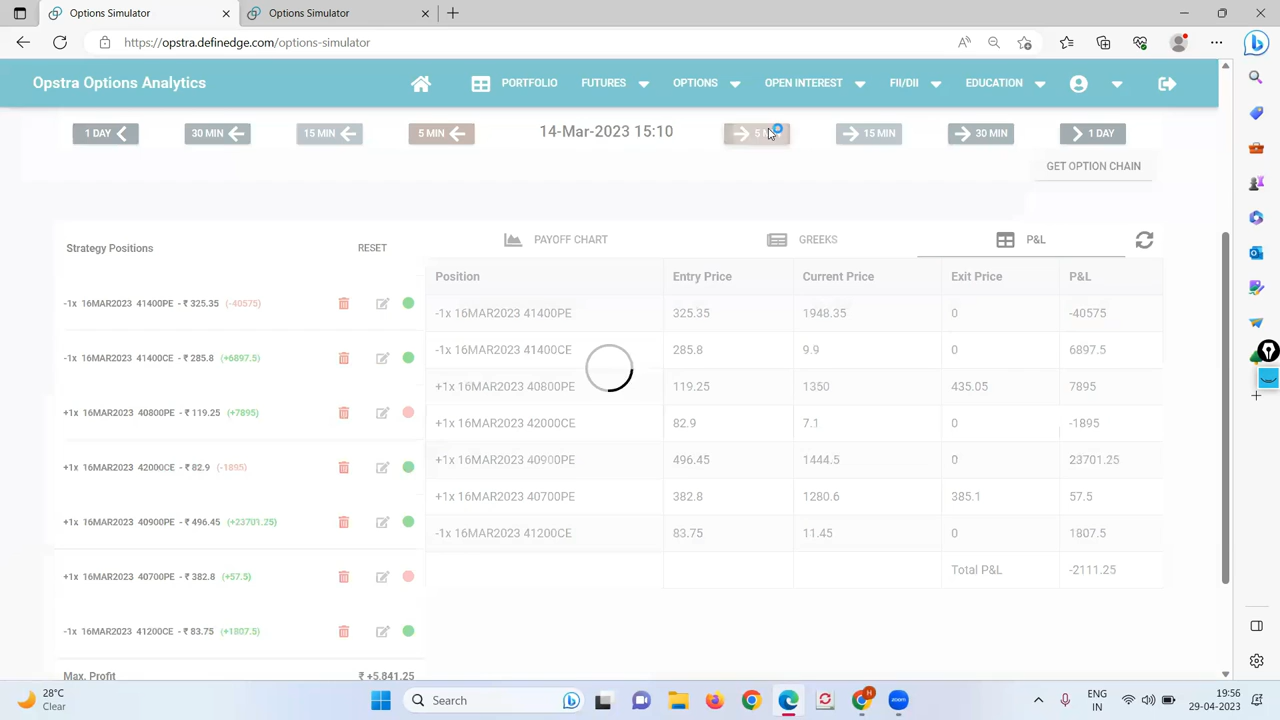 Options Simulator
Options Simulator
https://opstra.definedge.com/options-simulator
Opstra Options Analytics
PORTFOLIO
FUTURES
OPTIONS
OPEN INTEREST
FII/DII
EDUCATION
1 DAY
30 MIN
15 MIN
5 MIN
14-Mar-2023 15:10
15 MIN
30 MIN
1 DAY
GET OPTION CHAIN
Strategy Positions
RESET
PAYOFF CHART
GREEKS
P&L
Position Entry Price Current Price Exit Price P&L
-1x 16MAR2023 41400PE - ₹ 325.35 (-40575)
-1x 16MAR2023 41400CE - ₹ 285.8 (+6897.5)
+1x 16MAR2023 40800PE - ₹ 119.25 (+7895)
+1x 16MAR2023 42000CE - ₹ 82.9 (-1895)
+1x 16MAR2023 40900PE - ₹ 496.45 (+23701.25)
+1x 16MAR2023 40700PE - ₹ 382.8 (+57.5)
-1x 16MAR2023 41200CE - ₹ 83.75 (+1807.5)
Max. Profit ₹ +5,841.25
-1x 16MAR2023 41400PE 325.35 1948.35 0 -40575
-1x 16MAR2023 41400CE 285.8 9.9 0 6897.5
+1x 16MAR2023 40800PE 119.25 1350 435.05 7895
+1x 16MAR2023 42000CE 82.9 7.1 0 -1895
+1x 16MAR2023 40900PE 496.45 1444.5 0 23701.25
+1x 16MAR2023 40700PE 382.8 1280.6 385.1 57.5
-1x 16MAR2023 41200CE 83.75 11.45 0 1807.5
Total P&L -2111.25
28°C
Clear
Search
ENG
IN
19:56
29-04-2023